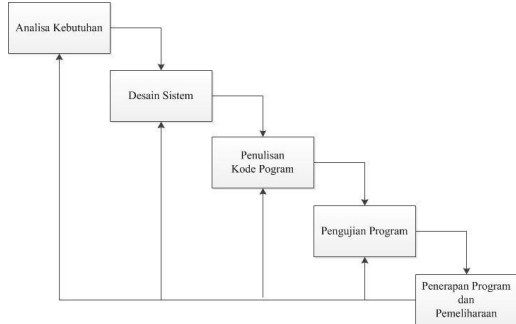 Analisa Kebutuhan
Desain Sistem
Penulisan
Kode Pogram
Pengujian Program
Penerapan Program
dan
Pemeliharaan